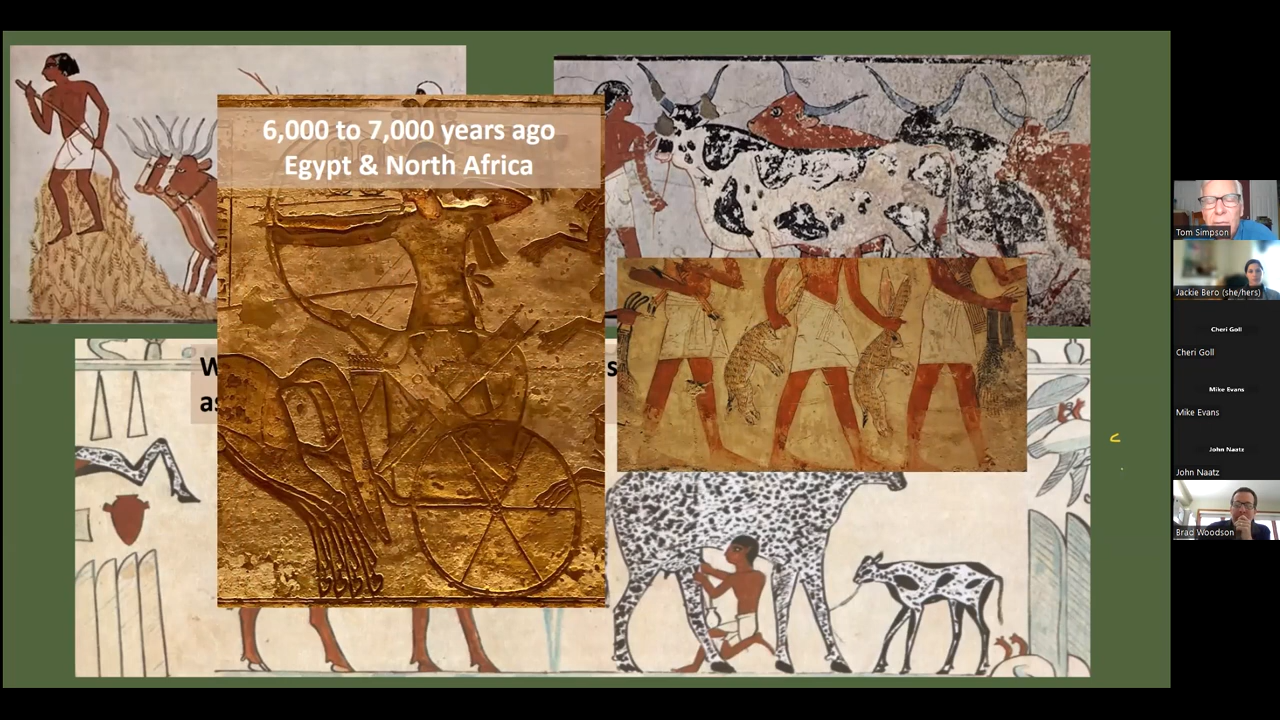 6,000 to 7,000 years ago
Egypt & North Africa
Tom Simpson
Jackie Bero (she/hers)
Cheri Goll
Cheri Goll
Mike Evans
Mike Evans
John Naatz
John Naatz
Brad Woodson